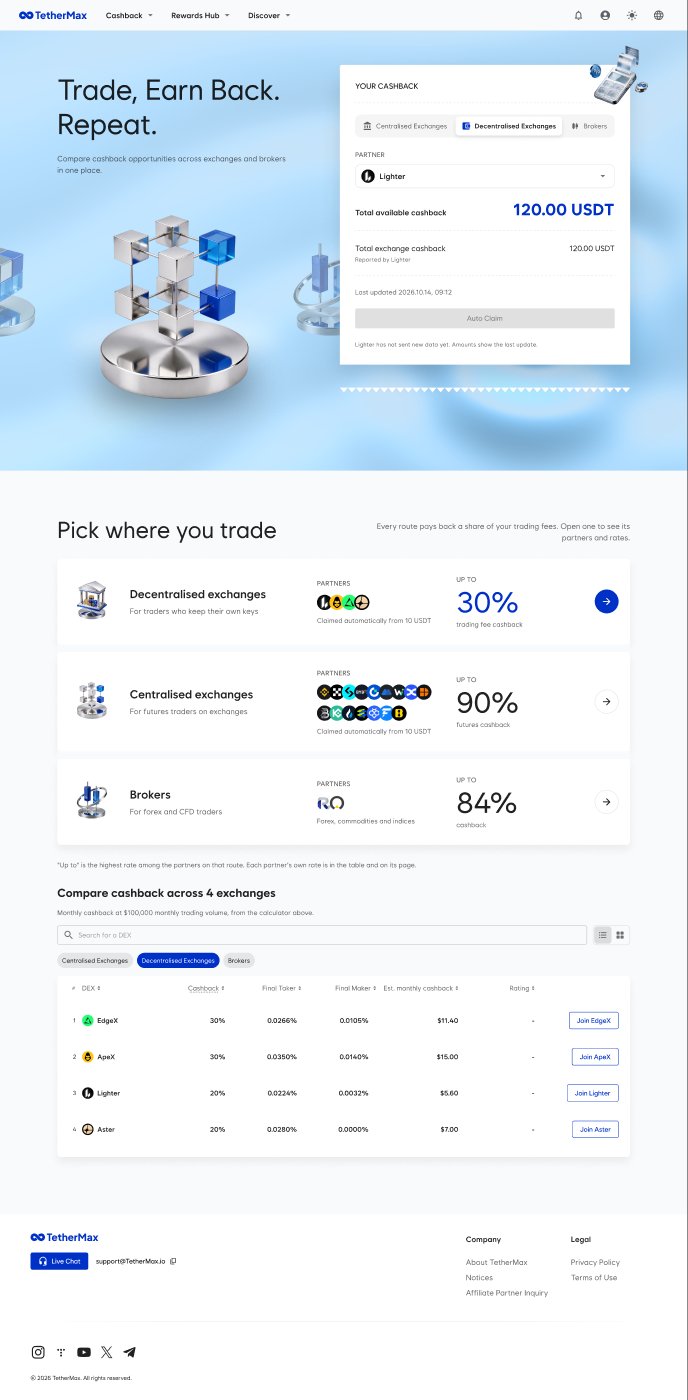 TetherMax
Cashback
Rewards Hub
Discover
Trade, Earn Back.
Repeat.
Compare cashback opportunities across exchanges and brokers
in one place.
YOUR CASHBACK
Centralised Exchanges
Decentralised Exchanges
Brokers
PARTNER
Lighter
Total available cashback
120.00 USDT
Total exchange cashback
120.00 USDT
Reported by Lighter
Last updated 2026.10.14, 09:12
Auto Claim
Lighter has not sent new data yet. Amounts show the last update.
Pick where you trade
Every route pays back a share of your trading fees. Open one to see its
partners and rates.
Decentralised exchanges
For traders who keep their own keys
PARTNERS
Claimed automatically from 10 USDT
UP TO
30%
trading fee cashback
Centralised exchanges
For futures traders on exchanges
PARTNERS
Claimed automatically from 10 USDT
UP TO
90%
futures cashback
Brokers
For forex and CFD traders
PARTNERS
Forex, commodities and indices
UP TO
84%
cashback
"Up to" is the highest rate among the partners on that route. Each partner's own rate is in the table and on its page.
Compare cashback across 4 exchanges
Monthly cashback at $100,000 monthly trading volume, from the calculator above.
Search for a DEX
Centralised Exchanges
Decentralised Exchanges
Brokers
# DEX Cashback Final Taker Final Maker Est. monthly cashback Rating
1 EdgeX 30% 0.0266% 0.0105% $11.40 - Join EdgeX
2 ApeX 30% 0.0350% 0.0140% $15.00 - Join ApeX
3 Lighter 20% 0.0224% 0.0032% $5.60 - Join Lighter
4 Aster 20% 0.0280% 0.0000% $7.00 - Join Aster
TetherMax
Live Chat
support@TetherMax.io
Company
About TetherMax
Notices
Affiliate Partner Inquiry
Legal
Privacy Policy
Terms of Use
© 2026 TetherMax. All rights reserved.